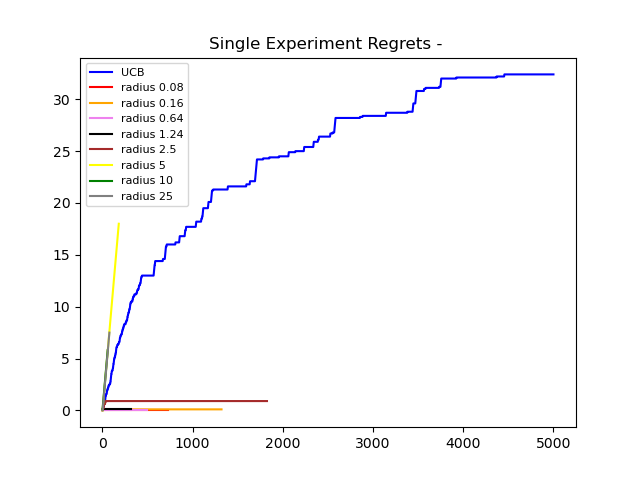 Single Experiment Regrets -
UCB
radius 0.08
radius 0.16
radius 0.64
radius 1.24
radius 2.5
radius 5
radius 10
radius 25
30
25
20
15
10
5
0
0 1000 2000 3000 4000 5000